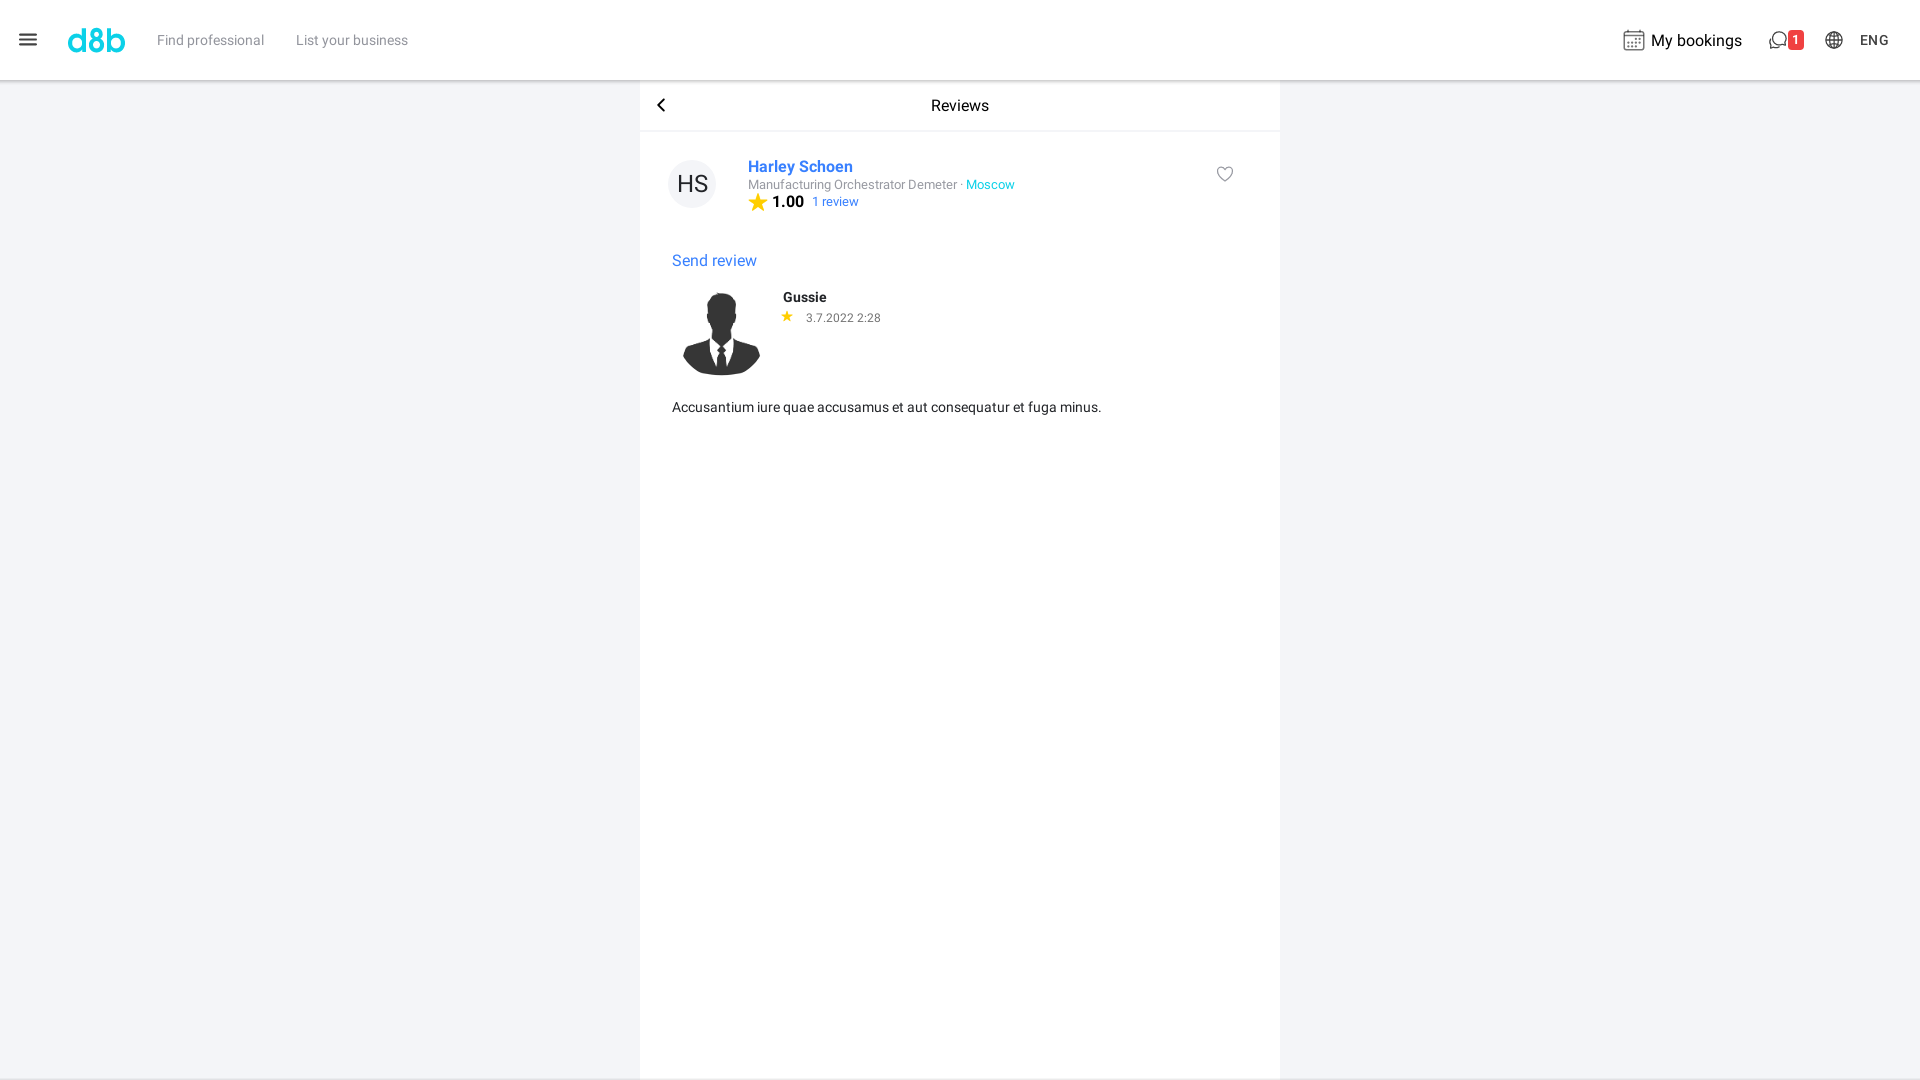 d8b
Find professional
List your business
My bookings
1
ENG
Reviews
HS
Harley Schoen
Manufacturing Orchestrator Demeter · Moscow
1.00 1 review
Send review
Gussie
3.7.2022 2:28
Accusantium iure quae accusamus et aut consequatur et fuga minus.